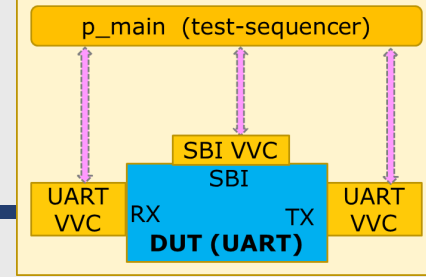 p_main (test-sequencer)
SBI VVC
SBI
UART
VVC
RX
TX
UART
VVC
DUT (UART)